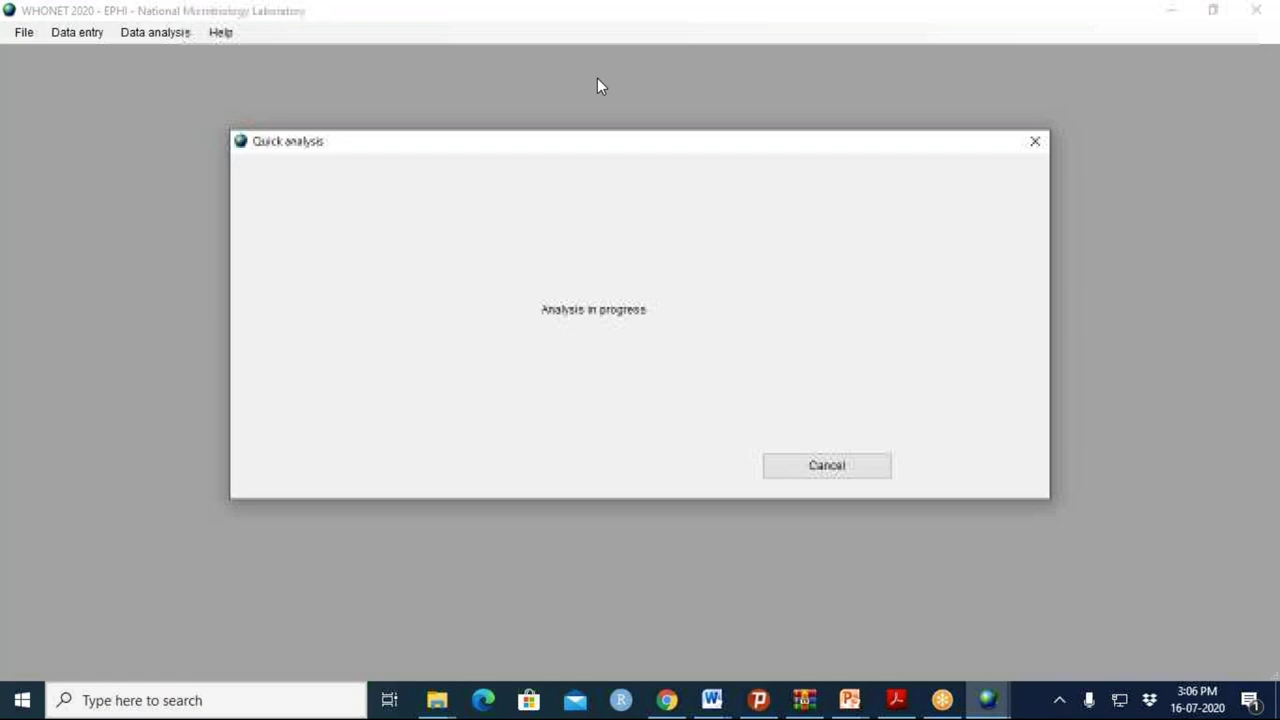 WHONET 2020 - EPHI - National Microbiology Laboratory
File Data entry Data analysis Help
Quick analysis
Analysis in progress
Cancel
Type here to search
3:06 PM
16-07-2020